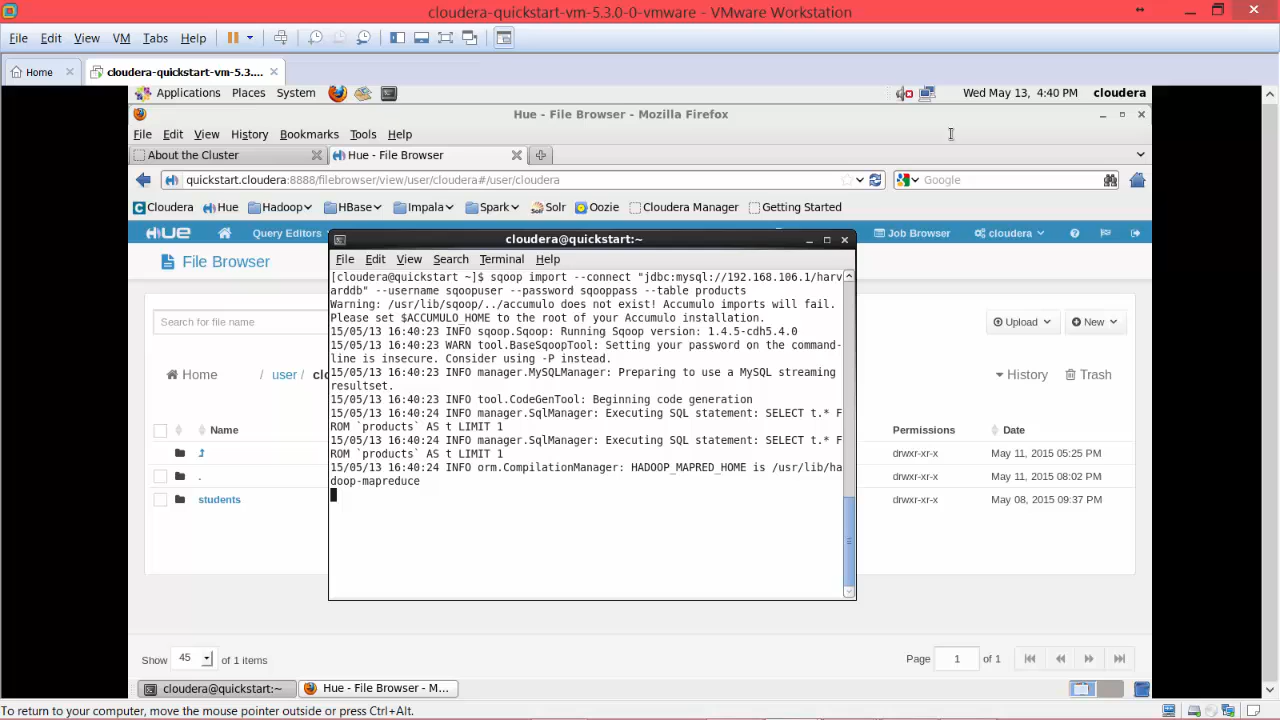 cloudera-quickstart-vm-5.3.0-0-vmware - VMware Workstation
File Edit View VM Tabs Help
Home cloudera-quickstart-vm-5.3....
Applications Places System Wed May 13, 4:40 PM cloudera
Hue - File Browser - Mozilla Firefox
File Edit View History Bookmarks Tools Help
About the Cluster Hue - File Browser
quickstart.cloudera:8888/filebrowser/view/user/cloudera#/user/cloudera Google
Cloudera Hue Hadoop HBase Impala Spark Solr Oozie Cloudera Manager Getting Started
HUE Query Editors Job Browser cloudera
File Browser
Search for file name Upload New
Home / user / clo History Trash
Name Permissions Date
drwxr-xr-x May 11, 2015 05:25 PM
. drwxr-xr-x May 11, 2015 08:02 PM
students drwxr-xr-x May 08, 2015 09:37 PM
Show 45 of 1 items Page 1 of 1
cloudera@quickstart:~
File Edit View Search Terminal Help
[cloudera@quickstart ~]$ sqoop import --connect "jdbc:mysql://192.168.106.1/harv
arddb" --username sqoopuser --password sqooppass --table products
Warning: /usr/lib/sqoop/../accumulo does not exist! Accumulo imports will fail.
Please set $ACCUMULO_HOME to the root of your Accumulo installation.
15/05/13 16:40:23 INFO sqoop.Sqoop: Running Sqoop version: 1.4.5-cdh5.4.0
15/05/13 16:40:23 WARN tool.BaseSqoopTool: Setting your password on the command-
line is insecure. Consider using -P instead.
15/05/13 16:40:23 INFO manager.MySQLManager: Preparing to use a MySQL streaming
resultset.
15/05/13 16:40:23 INFO tool.CodeGenTool: Beginning code generation
15/05/13 16:40:24 INFO manager.SqlManager: Executing SQL statement: SELECT t.* F
ROM `products` AS t LIMIT 1
15/05/13 16:40:24 INFO manager.SqlManager: Executing SQL statement: SELECT t.* F
ROM `products` AS t LIMIT 1
15/05/13 16:40:24 INFO orm.CompilationManager: HADOOP_MAPRED_HOME is /usr/lib/ha
doop-mapreduce
cloudera@quickstart:~ Hue - File Browser - M...
To return to your computer, move the mouse pointer outside or press Ctrl+Alt.